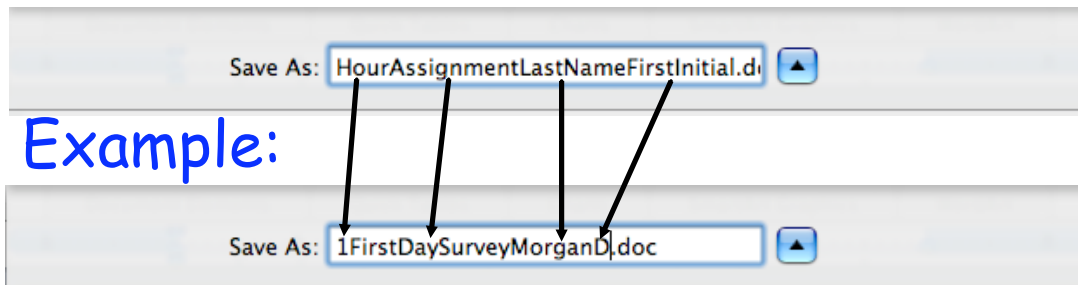 Save As: HourAssignmentLastNameFirstInitial.d
Example:
Save As: 1FirstDaySurveyMorganD.doc